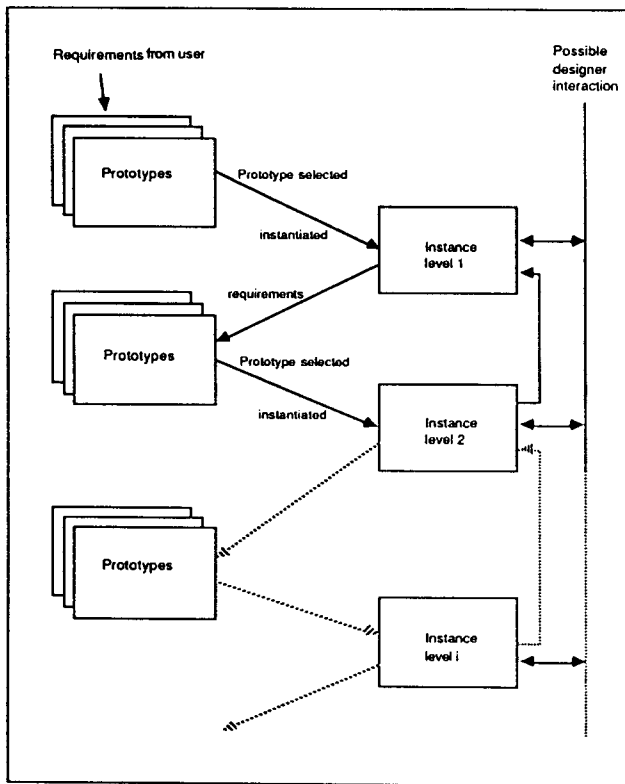 Requirements from user
Possible
designer
interaction
Prototypes
Prototype selected
instantiated
Instance
level 1
requirements
Prototypes
Prototype selected
instantiated
Instance
level 2
Prototypes
Instance
level i